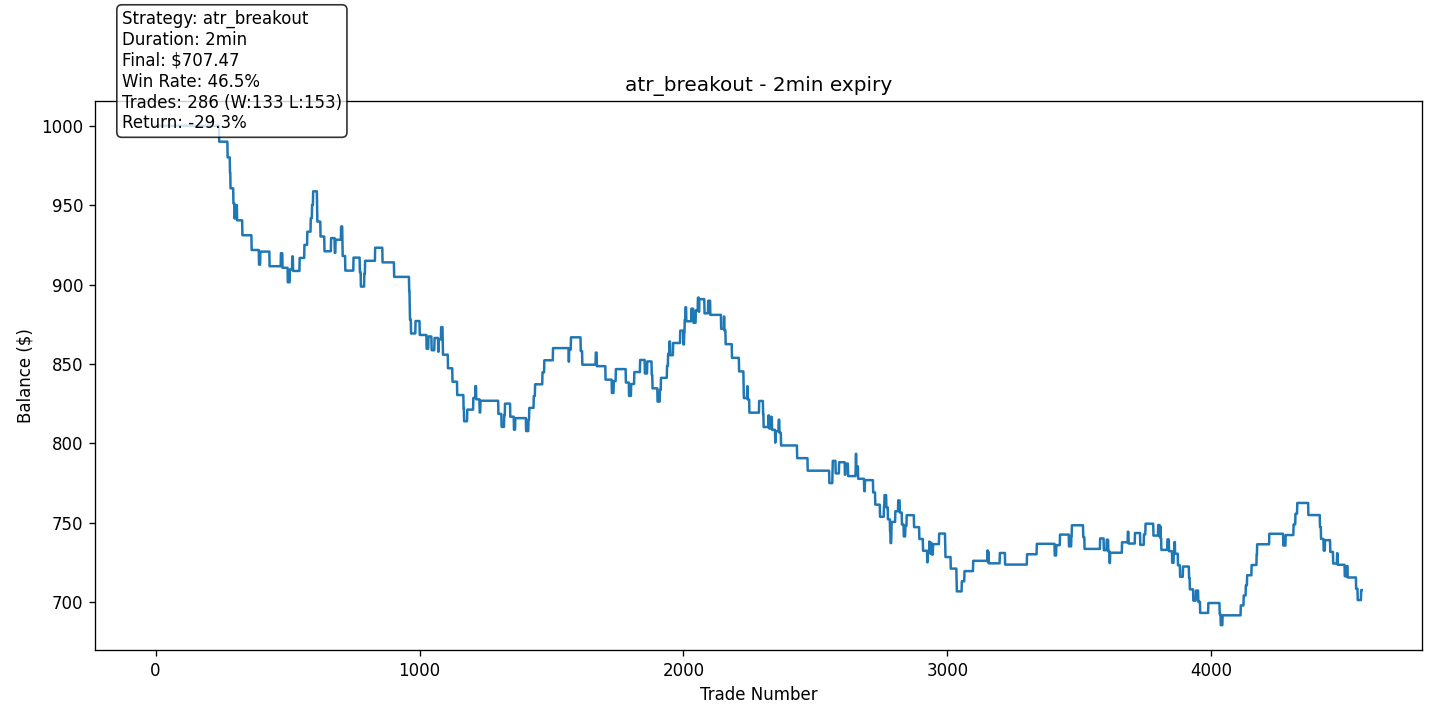 Strategy: atr_breakout
Duration: 2min
Final: $707.47
Win Rate: 46.5%
Trades: 286 (W:133 L:153)
Return: -29.3%
atr_breakout - 2min expiry
Balance ($)
1000
950
900
850
800
750
700
0 1000 2000 3000 4000
Trade Number